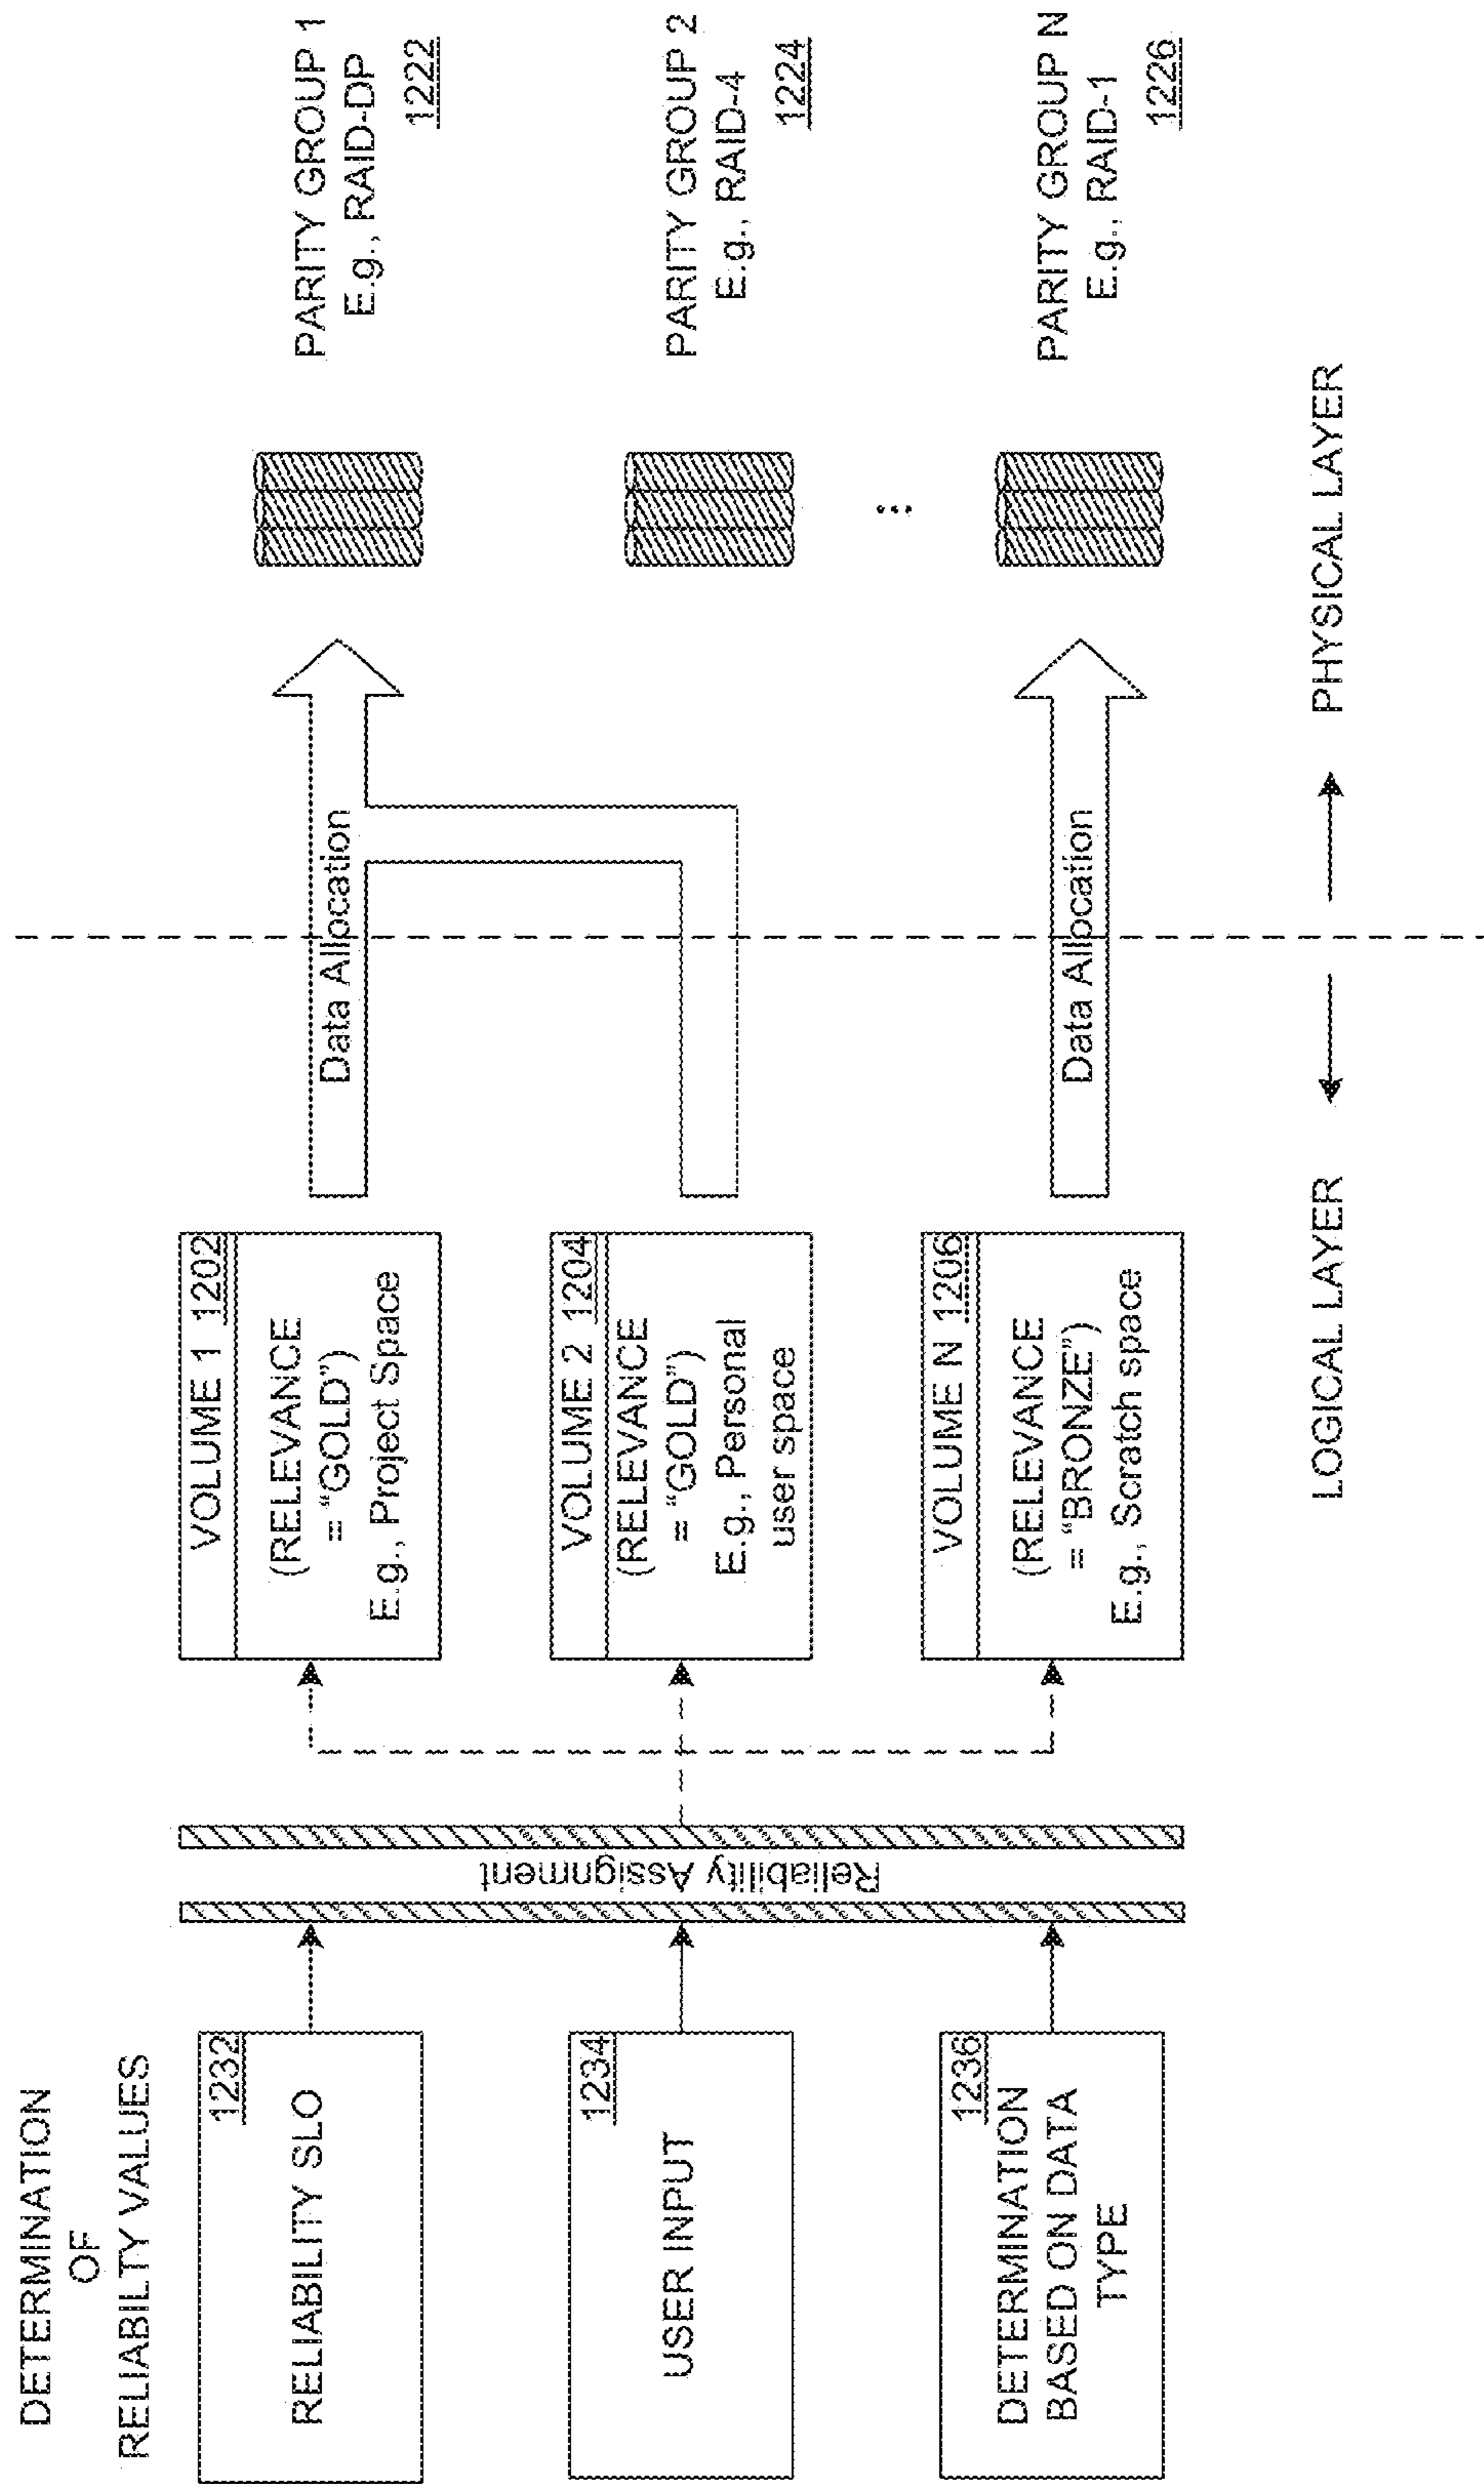 DETERMINATION
OF
RELIABILTY VALUES
1232
RELIABILITY SLO
1234
USER INPUT
1236
DETERMINATION
BASED ON DATA
TYPE
Reliability Assignment
VOLUME 1 1202
(RELEVANCE
= “GOLD”)
E.g., Project Space
VOLUME 2 1204
(RELEVANCE
= “GOLD”)
E.g., Personal
user space
VOLUME N 1206
(RELEVANCE
= “BRONZE”)
E.g., Scratch space
Data Allocation
Data Allocation
PARITY GROUP 1
E.g., RAID-DP
1222
PARITY GROUP 2
E.g., RAID-4
1224
...
PARITY GROUP N
E.g., RAID-1
1226
LOGICAL LAYER
PHYSICAL LAYER